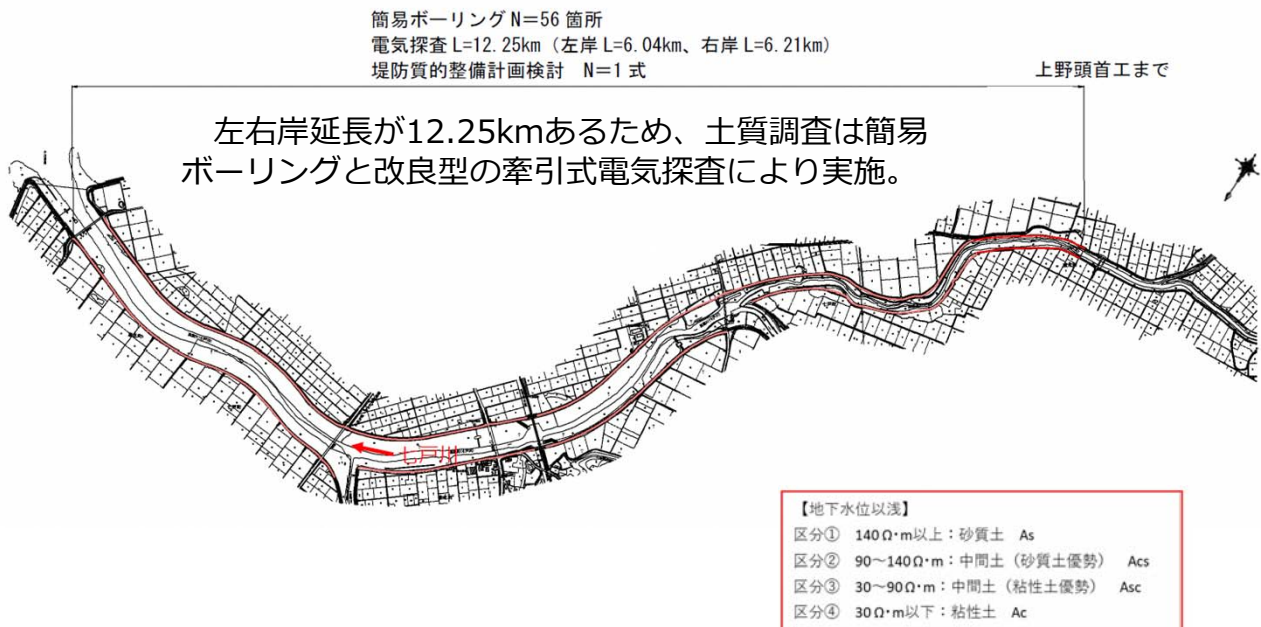 簡易ボーリング N＝56 箇所
電気探査 L=12.25km（左岸 L=6.04km、右岸 L=6.21km）
堤防質的整備計画検討　N＝1 式
上野頭首工まで
左右岸延長が12.25kmあるため、土質調査は簡易
ボーリングと改良型の牽引式電気探査により実施。
七戸川
【地下水位以浅】
区分①　140Ω･m以上：砂質土　As
区分②　90～140Ω･m：中間土（砂質土優勢）　Acs
区分③　30～90Ω･m：中間土（粘性土優勢）　Asc
区分④　30Ω･m以下：粘性土　Ac